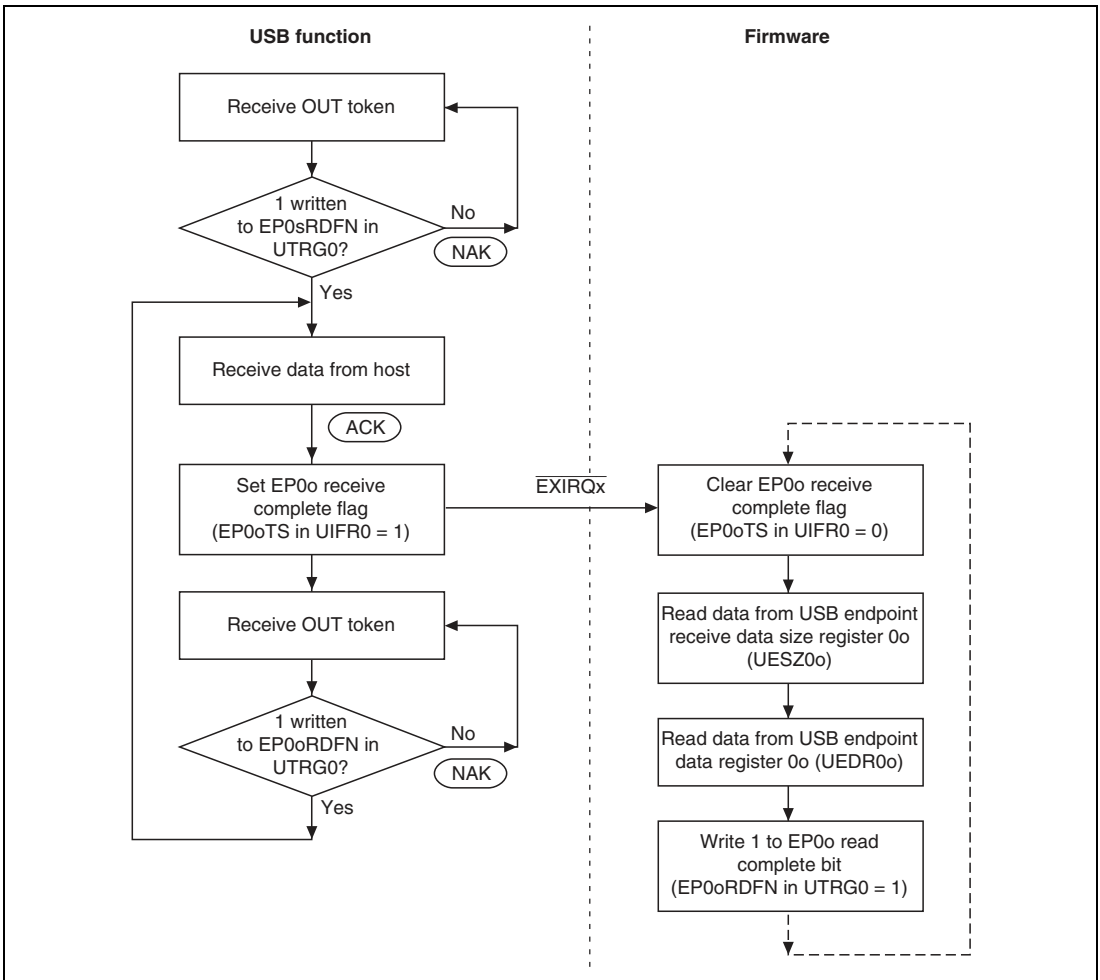 USB function
Firmware
Receive OUT token
1 written
to EP0sRDFN in
UTRG0?
No
NAK
Yes
Receive data from host
ACK
Set EP0o receive
complete flag
(EP0oTS in UIFR0 = 1)
EXIRQx
Clear EP0o receive
complete flag
(EP0oTS in UIFR0 = 0)
Receive OUT token
Read data from USB endpoint
receive data size register 0o
(UESZ0o)
1 written
to EP0oRDFN in
UTRG0?
No
NAK
Yes
Read data from USB endpoint
data register 0o (UEDR0o)
Write 1 to EP0o read
complete bit
(EP0oRDFN in UTRG0 = 1)